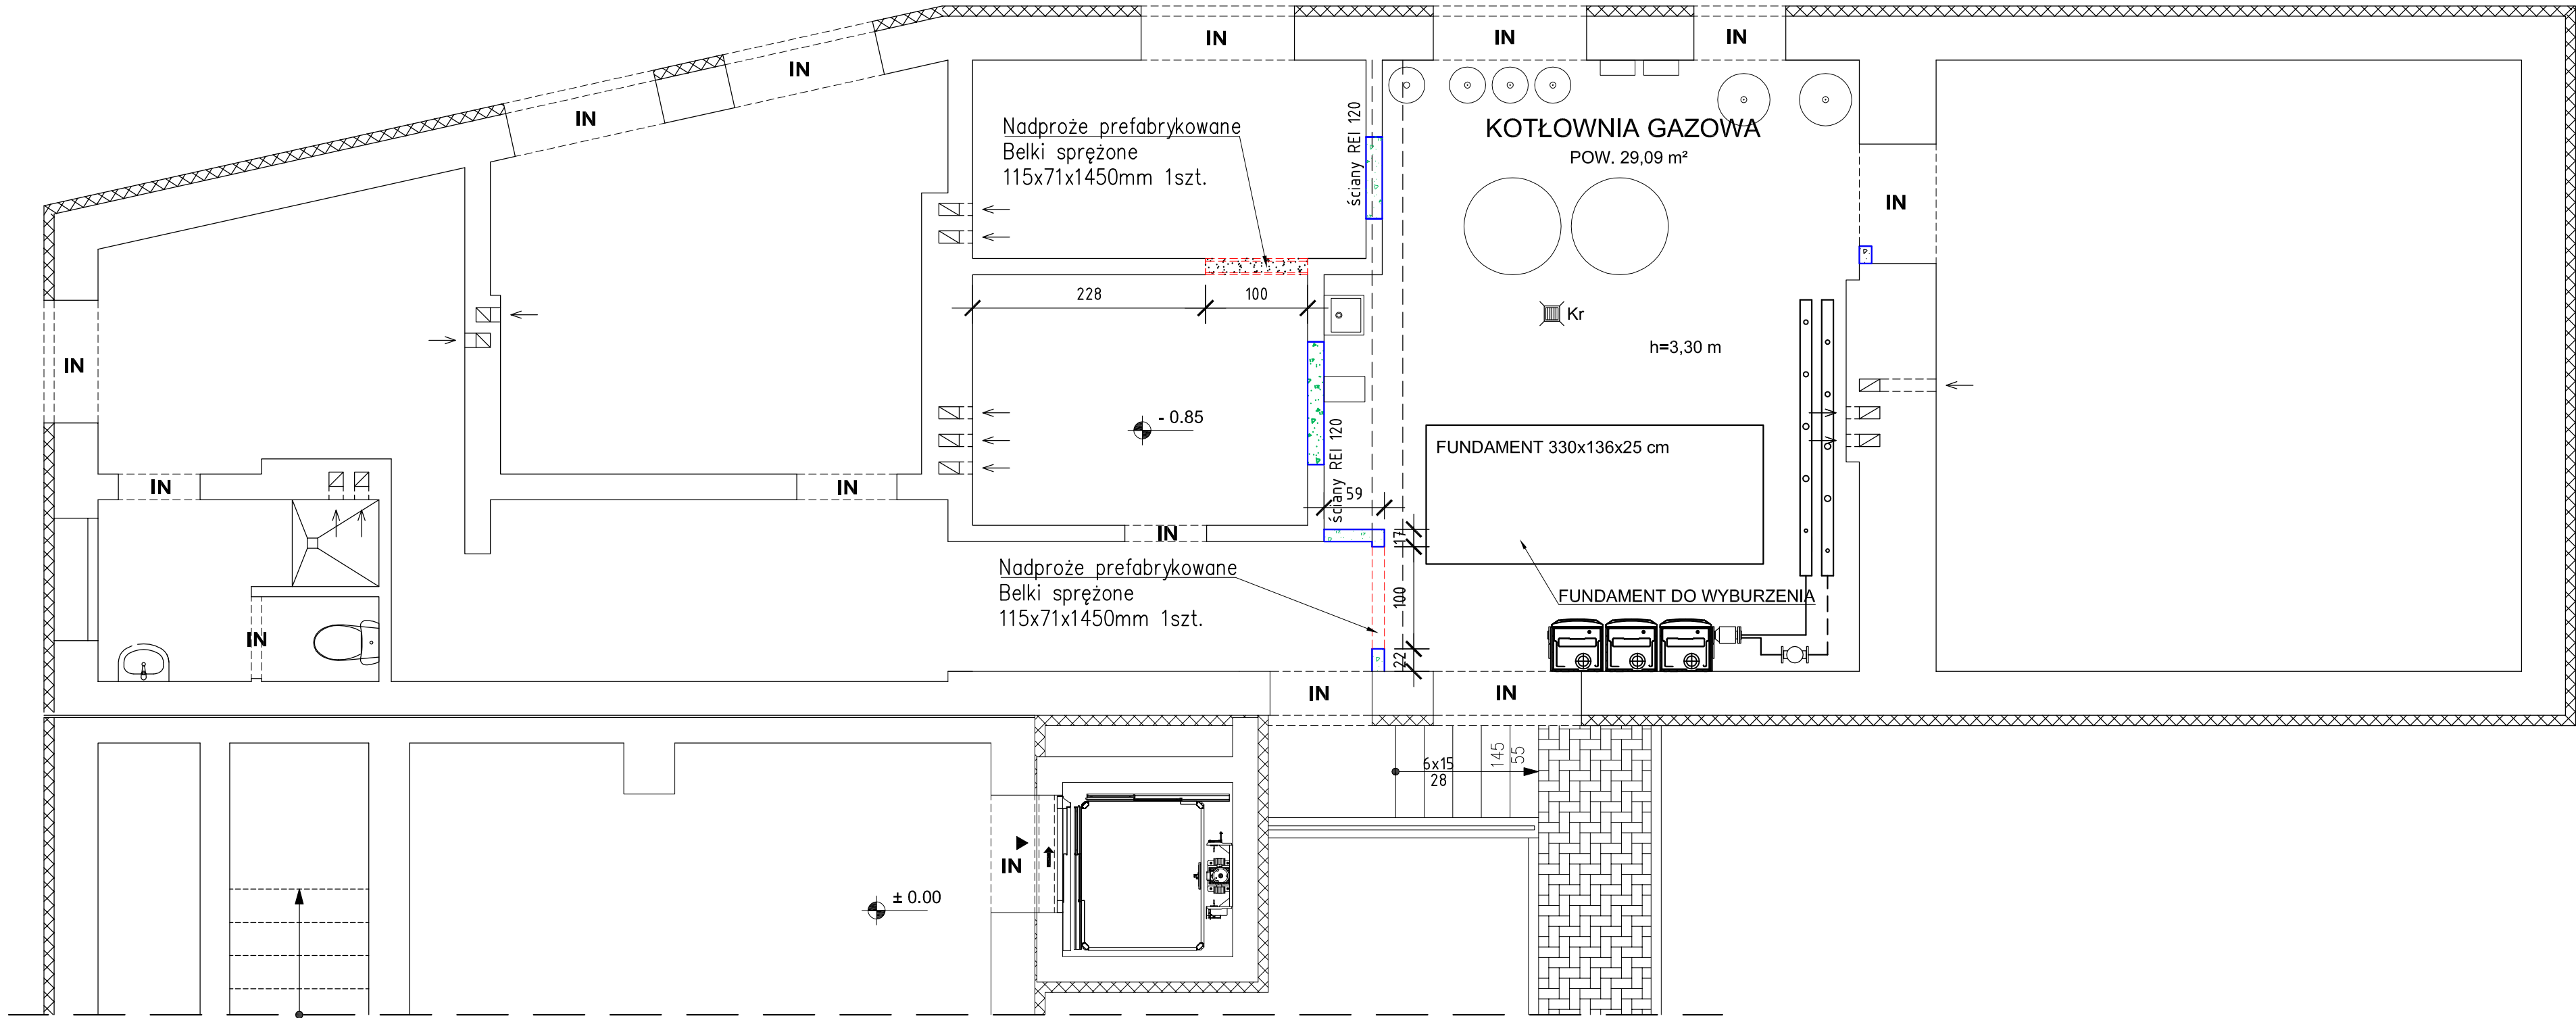 IN
IN
IN
IN
IN
Nadproże prefabrykowane
Belki sprężone
115x71x1450mm 1szt.
ściany REI 120
KOTŁOWNIA GAZOWA
POW. 29,09 m²
IN
228
100
Kr
h=3,30 m
IN
- 0.85
ściany REI 120
FUNDAMENT 330x136x25 cm
IN
IN
59
IN
17
Nadproże prefabrykowane
Belki sprężone
115x71x1450mm 1szt.
100
FUNDAMENT DO WYBURZENIA
IN
22
IN
IN
6x15
28
145
55
IN
± 0.00